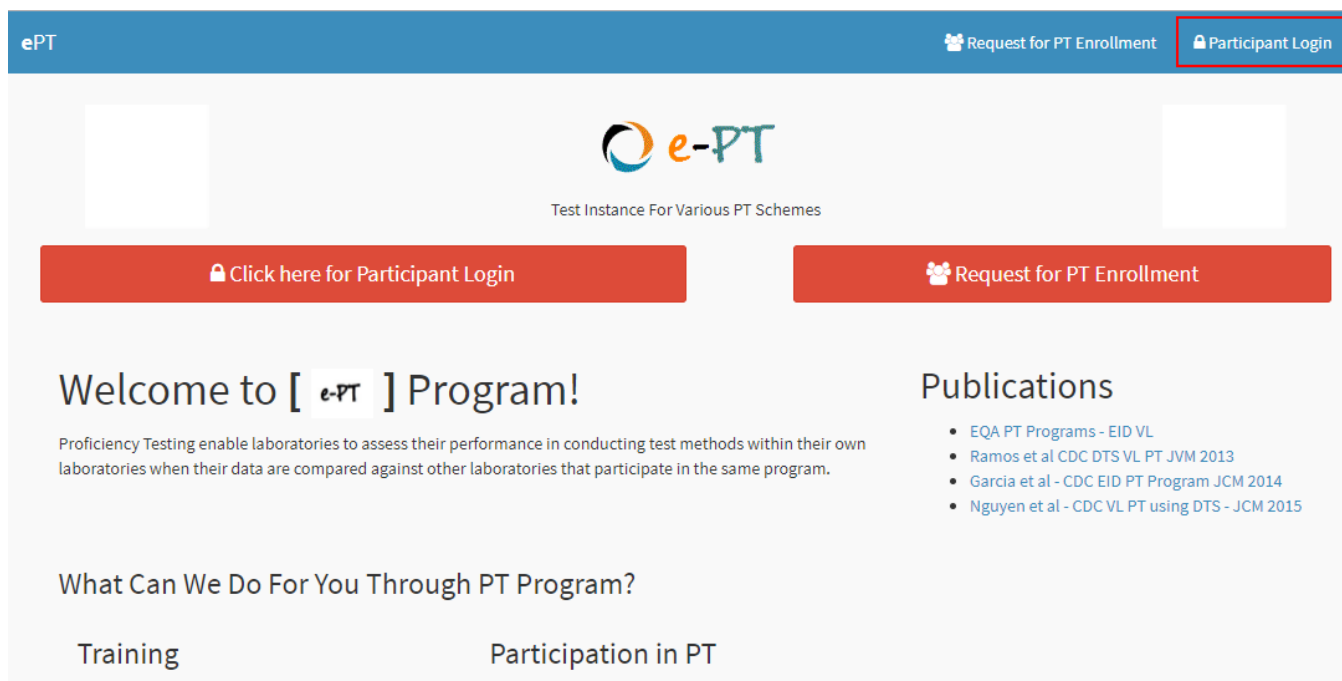 ePT Request for PT Enrollment Participant Login
e-PT
Test Instance For Various PT Schemes
Click here for Participant Login Request for PT Enrollment
Welcome to [ e-PT ] Program!
Proficiency Testing enable laboratories to assess their performance in conducting test methods within their own
laboratories when their data are compared against other laboratories that participate in the same program.
Publications
EQA PT Programs - EID VL
Ramos et al CDC DTS VL PT JVM 2013
Garcia et al - CDC EID PT Program JCM 2014
Nguyen et al - CDC VL PT using DTS - JCM 2015
What Can We Do For You Through PT Program?
Training Participation in PT